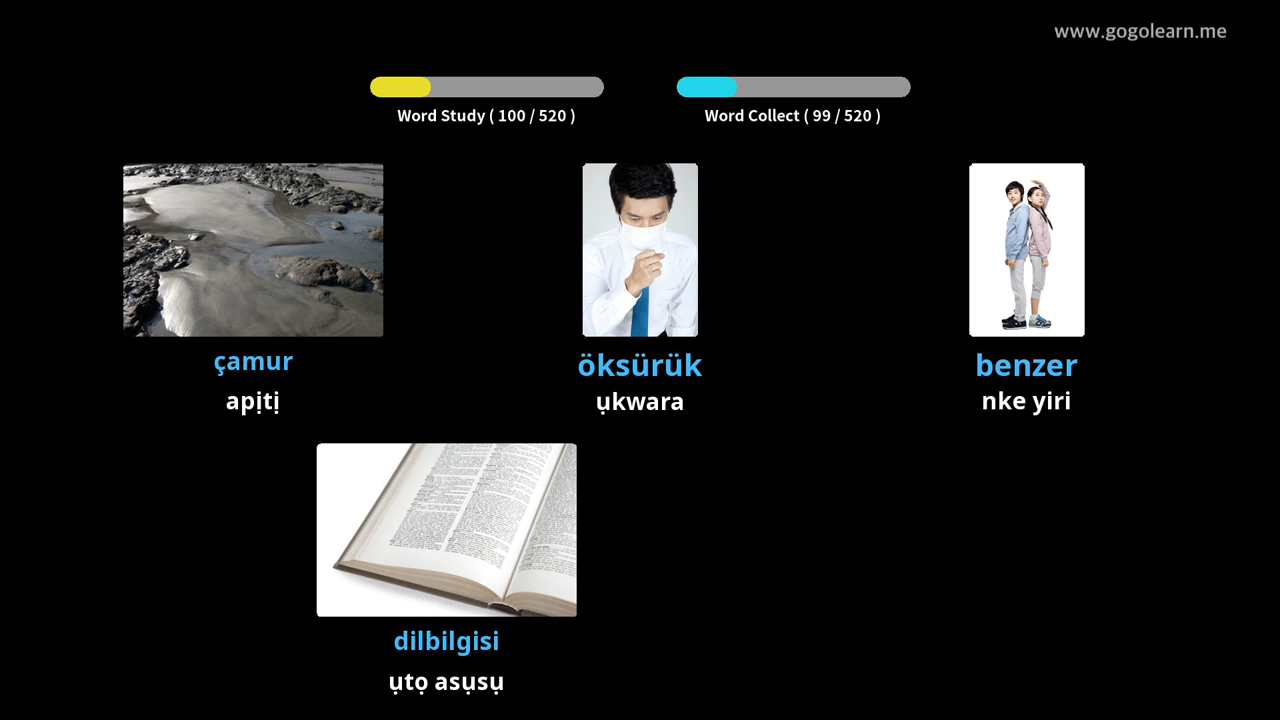 www.gogolearn.me
Word Study ( 100 / 520 )
Word Collect ( 99 / 520 )
çamur
apịtị
öksürük
ụkwara
benzer
nke yiri
dilbilgisi
ụtọ asụsụ